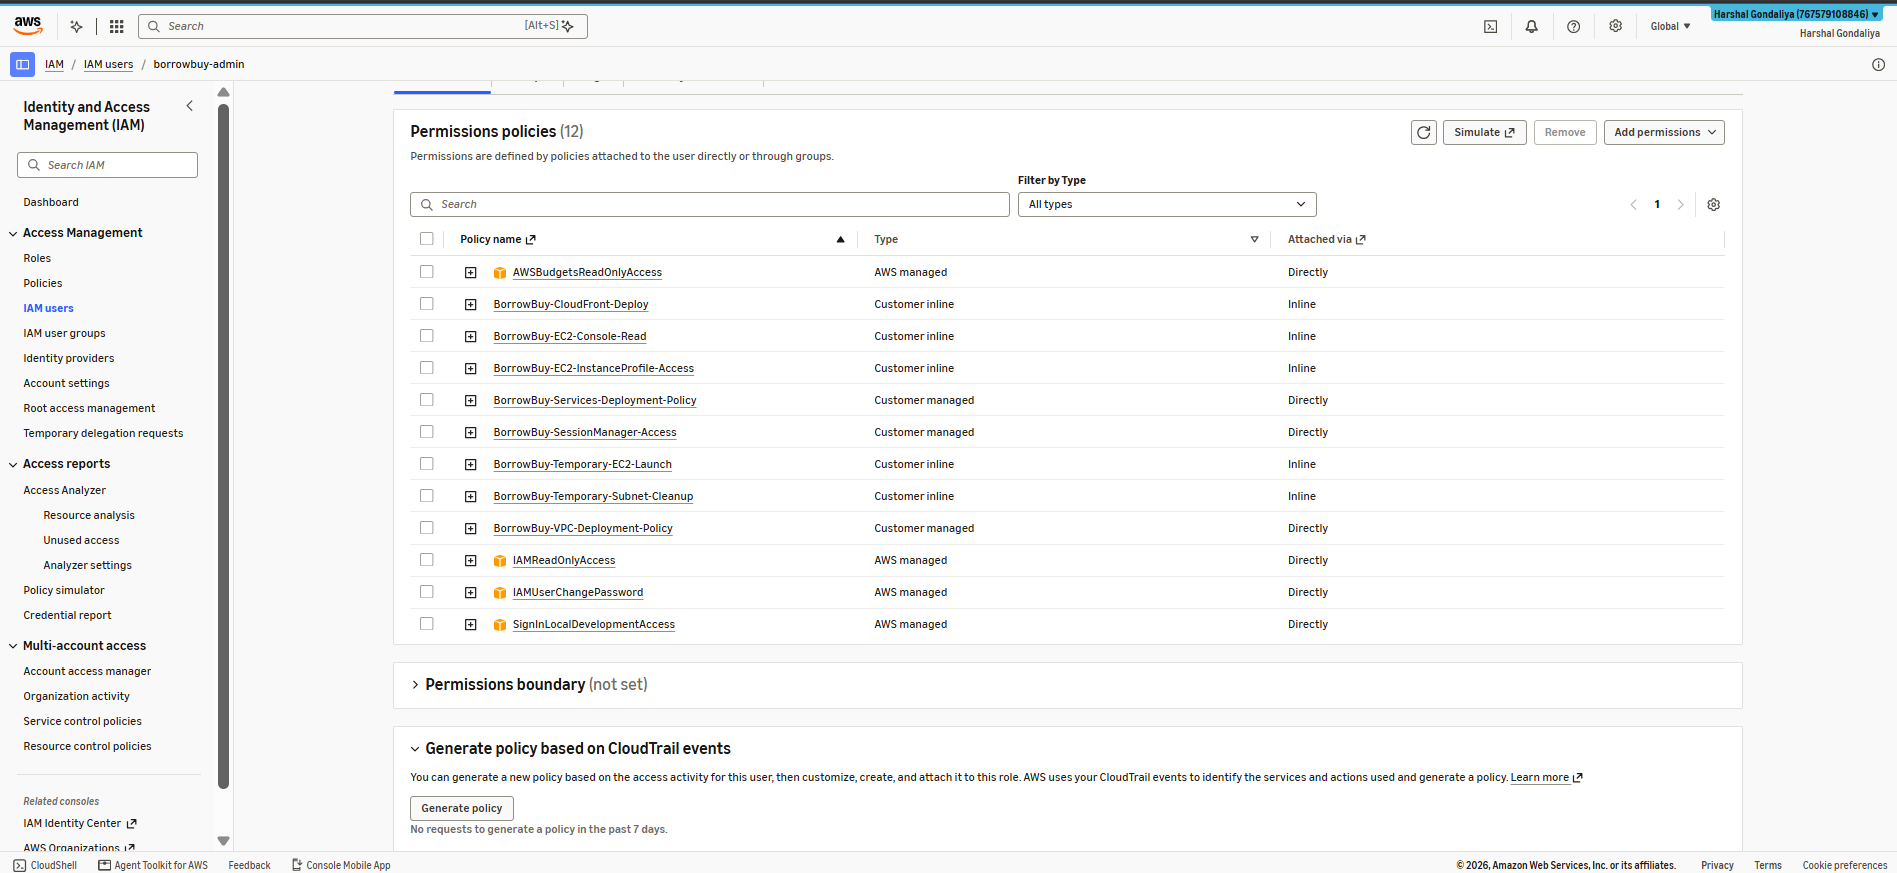 aws
Search
[Alt+S]
Global
Harshal Gondaliya (767579108846)
Harshal Gondaliya
IAM / IAM users / borrowbuy-admin
Identity and Access
Management (IAM)
Search IAM
Dashboard
Access Management
Roles
Policies
IAM users
IAM user groups
Identity providers
Account settings
Root access management
Temporary delegation requests
Access reports
Access Analyzer
Resource analysis
Unused access
Analyzer settings
Policy simulator
Credential report
Multi-account access
Account access manager
Organization activity
Service control policies
Resource control policies
Related consoles
IAM Identity Center
AWS Organizations
Permissions policies (12)
Simulate
Remove
Add permissions
Permissions are defined by policies attached to the user directly or through groups.
Filter by Type
Search
All types
1
Policy name Type Attached via
AWSBudgetsReadOnlyAccess AWS managed Directly
BorrowBuy-CloudFront-Deploy Customer inline Inline
BorrowBuy-EC2-Console-Read Customer inline Inline
BorrowBuy-EC2-InstanceProfile-Access Customer inline Inline
BorrowBuy-Services-Deployment-Policy Customer managed Directly
BorrowBuy-SessionManager-Access Customer managed Directly
BorrowBuy-Temporary-EC2-Launch Customer inline Inline
BorrowBuy-Temporary-Subnet-Cleanup Customer inline Inline
BorrowBuy-VPC-Deployment-Policy Customer managed Directly
IAMReadOnlyAccess AWS managed Directly
IAMUserChangePassword AWS managed Directly
SignInLocalDevelopmentAccess AWS managed Directly
Permissions boundary (not set)
Generate policy based on CloudTrail events
You can generate a new policy based on the access activity for this user, then customize, create, and attach it to this role. AWS uses your CloudTrail events to identify the services and actions used and generate a policy. Learn more
Generate policy
No requests to generate a policy in the past 7 days.
CloudShell Agent Toolkit for AWS Feedback Console Mobile App
© 2026, Amazon Web Services, Inc. or its affiliates. Privacy Terms Cookie preferences